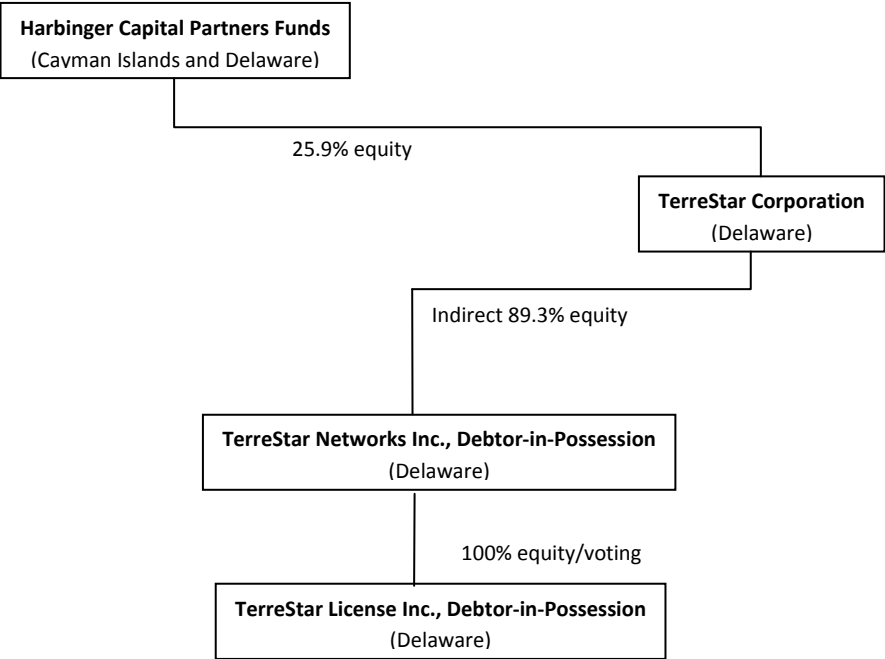 Harbinger Capital Partners Funds
(Cayman Islands and Delaware)
25.9% equity
TerreStar Corporation
(Delaware)
Indirect 89.3% equity
TerreStar Networks Inc., Debtor-in-Possession
(Delaware)
100% equity/voting
TerreStar License Inc., Debtor-in-Possession
(Delaware)